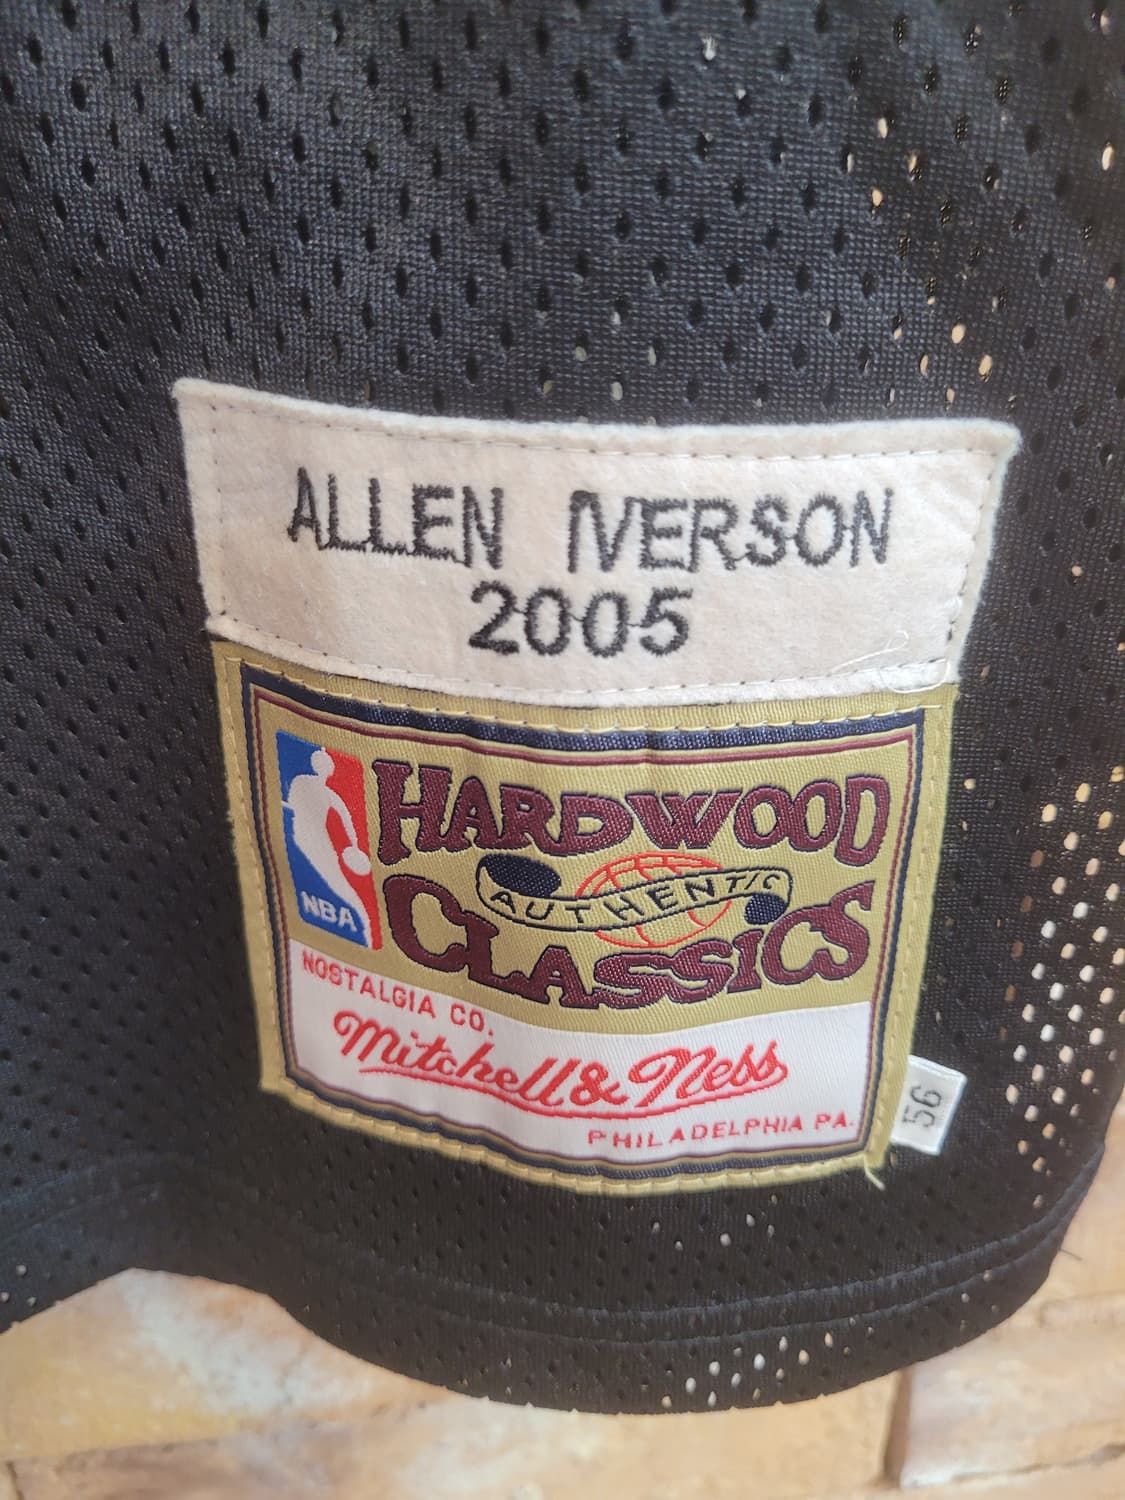 ALLEN IVERSON
2005
NBA
HARDWOOD
AUTHENTIC
CLASSICS
NOSTALGIA CO.
Mitchell & Ness
PHILADELPHIA PA.
56